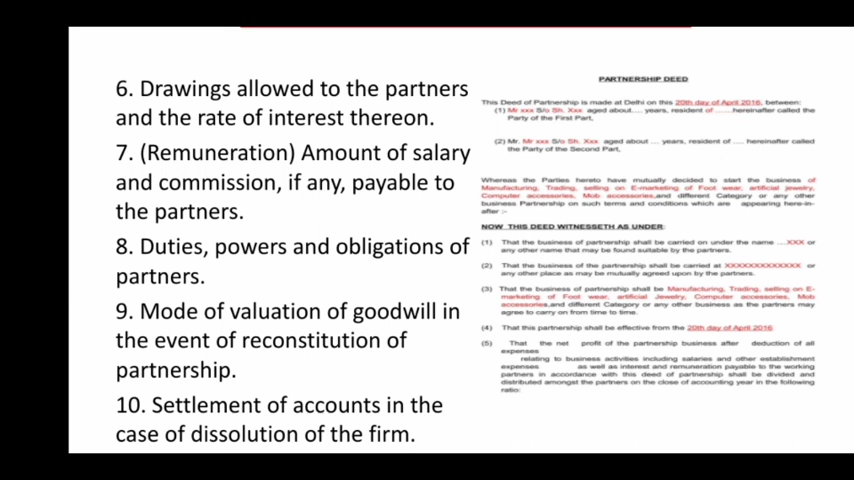 6. Drawings allowed to the partners
and the rate of interest thereon.
7. (Remuneration) Amount of salary
and commission, if any, payable to
the partners.
8. Duties, powers and obligations of
partners.
9. Mode of valuation of goodwill in
the event of reconstitution of
partnership.
10. Settlement of accounts in the
case of dissolution of the firm.
PARTNERSHIP DEED
This Deed of Partnership is made at Delhi on this 20th day of April 2016, between:
(1) Mr xxx S/o Sh. Xxx aged about.... years, resident of .......hereinafter called the
Party of the First Part,
(2) Mr. Mr xxx S/o Sh. Xxx aged about ... years, resident of .... hereinafter called
the Party of the Second Part,
Whereas the Parties hereto have mutually decided to start the business of
Manufacturing, Trading, selling on E-marketing of Foot wear, artificial jewelry,
Computer accessories, Mob accessories,and different Category or any other
business Partnership on such terms and conditions which are appearing here-in-
after :-
NOW THIS DEED WITNESSETH AS UNDER:
(1) That the business of partnership shall be carried on under the name ....XXX or
any other name that may be found suitable by the partners.
(2) That the business of the partnership shall be carried at XXXXXXXXXXXXX or
any other place as may be mutually agreed upon by the partners.
(3) That the business of partnership shall be Manufacturing, Trading, selling on E-
marketing of Foot wear, artificial Jewelry, Computer accessories, Mob
accessories,and different Category or any other business as the partners may
agree to carry on from time to time.
(4) That this partnership shall be effective from the 20th day of April 2016
(5) That the net profit of the partnership business after deduction of all
expenses
relating to business activities including salaries and other establishment
expenses as well as interest and remuneration payable to the working
partners in accordance with this deed of partnership shall be divided and
distributed amongst the partners on the close of accounting year in the following
ratio: